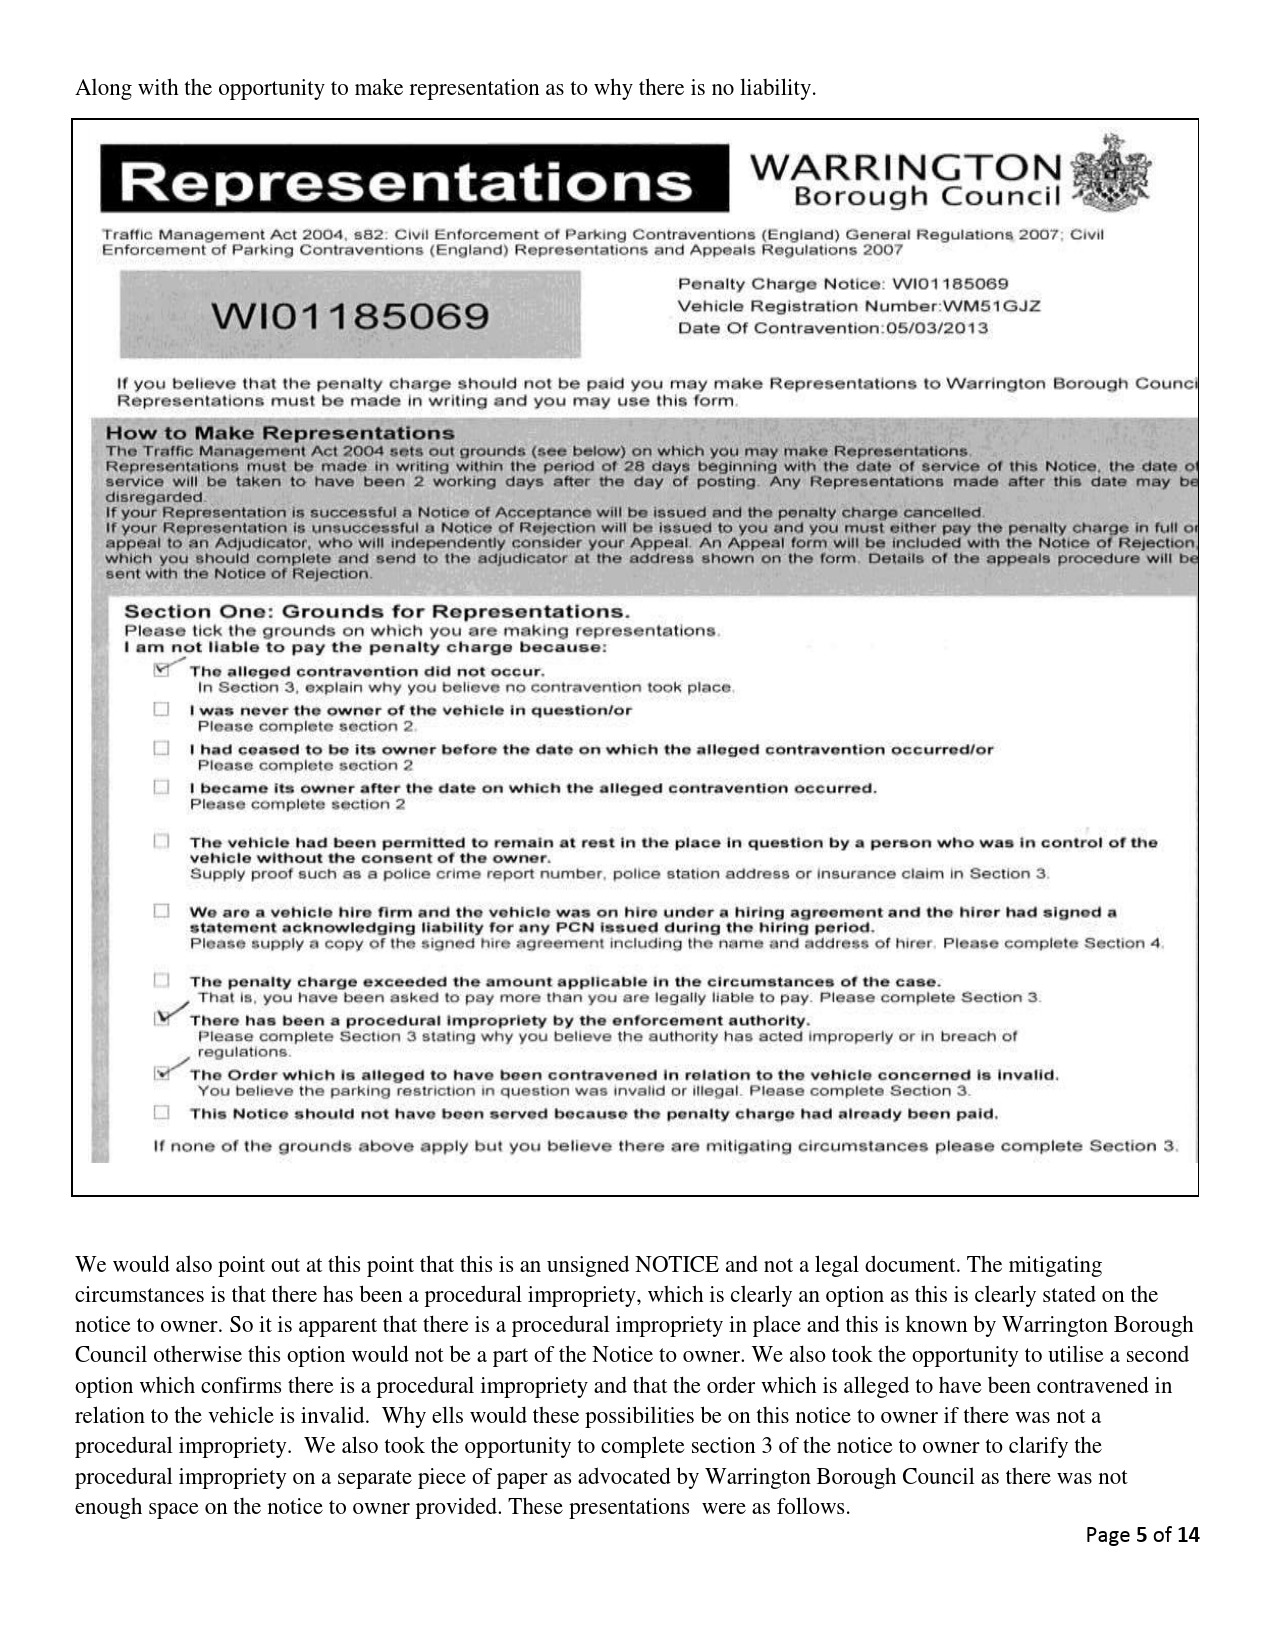 Along with the opportunity to make representation as to why there is no liability.
Representations
WARRINGTON
Borough Council
Traffic Management Act 2004, s82: Civil Enforcement of Parking Contraventions (England) General Regulations 2007; Civil
Enforcement of Parking Contraventions (England) Representations and Appeals Regulations 2007
WI01185069
Penalty Charge Notice: WI01185069
Vehicle Registration Number:WM51GJZ
Date Of Contravention:05/03/2013
If you believe that the penalty charge should not be paid you may make Representations to Warrington Borough Counci
Representations must be made in writing and you may use this form.
How to Make Representations
The Traffic Management Act 2004 sets out grounds (see below) on which you may make Representations.
Representations must be made in writing within the period of 28 days beginning with the date of service of this Notice, the date of
service will be taken to have been 2 working days after the day of posting. Any Representations made after this date may be
disregarded.
If your Representation is successful a Notice of Acceptance will be issued and the penalty charge cancelled.
If your Representation is unsuccessful a Notice of Rejection will be issued to you and you must either pay the penalty charge in full or
appeal to an Adjudicator, who will independently consider your Appeal. An Appeal form will be included with the Notice of Rejection,
which you should complete and send to the adjudicator at the address shown on the form. Details of the appeals procedure will be
sent with the Notice of Rejection.
Section One: Grounds for Representations.
Please tick the grounds on which you are making representations.
I am not liable to pay the penalty charge because:
The alleged contravention did not occur.
In Section 3, explain why you believe no contravention took place.
I was never the owner of the vehicle in question/or
Please complete section 2.
I had ceased to be its owner before the date on which the alleged contravention occurred/or
Please complete section 2
I became its owner after the date on which the alleged contravention occurred.
Please complete section 2
The vehicle had been permitted to remain at rest in the place in question by a person who was in control of the
vehicle without the consent of the owner.
Supply proof such as a police crime report number, police station address or insurance claim in Section 3.
We are a vehicle hire firm and the vehicle was on hire under a hiring agreement and the hirer had signed a
statement acknowledging liability for any PCN issued during the hiring period.
Please supply a copy of the signed hire agreement including the name and address of hirer. Please complete Section 4.
The penalty charge exceeded the amount applicable in the circumstances of the case.
That is, you have been asked to pay more than you are legally liable to pay. Please complete Section 3.
There has been a procedural impropriety by the enforcement authority.
Please complete Section 3 stating why you believe the authority has acted improperly or in breach of
regulations.
The Order which is alleged to have been contravened in relation to the vehicle concerned is invalid.
You believe the parking restriction in question was invalid or illegal. Please complete Section 3.
This Notice should not have been served because the penalty charge had already been paid.
If none of the grounds above apply but you believe there are mitigating circumstances please complete Section 3.
We would also point out at this point that this is an unsigned NOTICE and not a legal document. The mitigating
circumstances is that there has been a procedural impropriety, which is clearly an option as this is clearly stated on the
notice to owner. So it is apparent that there is a procedural impropriety in place and this is known by Warrington Borough
Council otherwise this option would not be a part of the Notice to owner. We also took the opportunity to utilise a second
option which confirms there is a procedural impropriety and that the order which is alleged to have been contravened in
relation to the vehicle is invalid.  Why ells would these possibilities be on this notice to owner if there was not a
procedural impropriety.  We also took the opportunity to complete section 3 of the notice to owner to clarify the
procedural impropriety on a separate piece of paper as advocated by Warrington Borough Council as there was not
enough space on the notice to owner provided. These presentations  were as follows.
Page 5 of 14